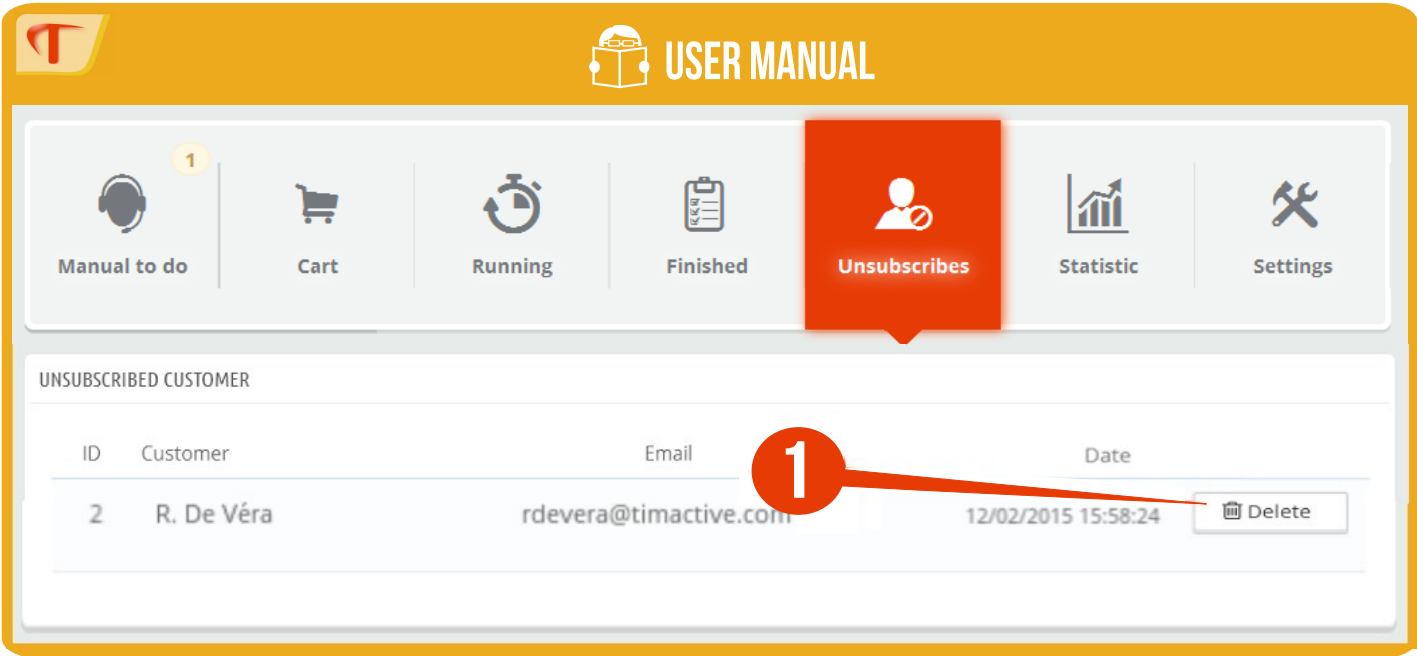 USER MANUAL
1
Manual to do
Cart
Running
Finished
Unsubscribes
Statistic
Settings
UNSUBSCRIBED CUSTOMER
ID Customer Email Date
1
2 R. De Véra rdevera@timactive.com 12/02/2015 15:58:24 Delete